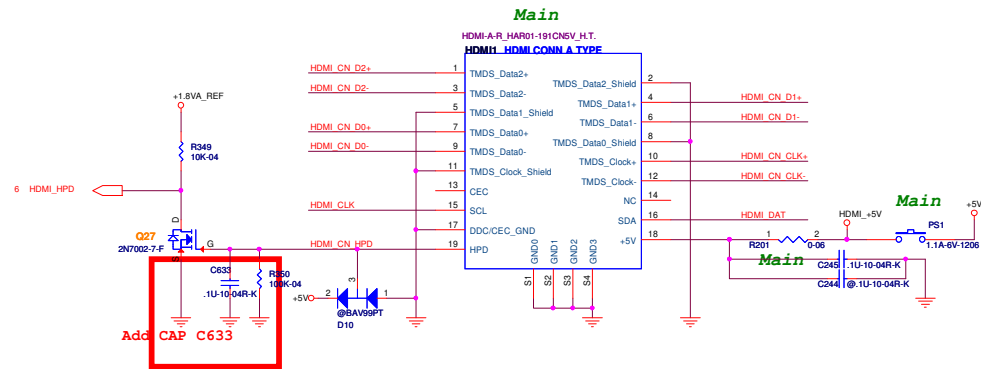 Main
HDMI-A-R_HAR01-191CN5V_H.T.
HDMI1 HDMI CONN A TYPE
HDMI_CN_D2+ 1 TMDS_Data2+
TMDS_Data2_Shield 2
HDMI_CN_D2- 3 TMDS_Data2-
TMDS_Data1+ 4 HDMI_CN_D1+
5 TMDS_Data1_Shield
TMDS_Data1- 6 HDMI_CN_D1-
HDMI_CN_D0+ 7 TMDS_Data0+
TMDS_Data0_Shield 8
HDMI_CN_D0- 9 TMDS_Data0-
TMDS_Clock+ 10 HDMI_CN_CLK+
11 TMDS_Clock_Shield
TMDS_Clock- 12 HDMI_CN_CLK-
13 CEC
NC 14
HDMI_CLK 15 SCL
SDA 16 HDMI_DAT
17 DDC/CEC_GND
+5V 18
HDMI_CN_HPD 19 HPD
GND0 GND1 GND2 GND3
S1 S2 S3 S4
+1.8VA_REF
R349
10K-04
6 HDMI_HPD
D
Q27
2N7002-7-F
G
S
C633
.1U-10-04R-K
R350
100K-04
Add CAP C633
+5V 2 3 1
@BAV99PT
D10
HDMI_+5V
Main
+5V
PS1
1.1A-6V-1206
1 2
R201 0-06
Main
C245 .1U-10-04R-K
C244 @.1U-10-04R-K